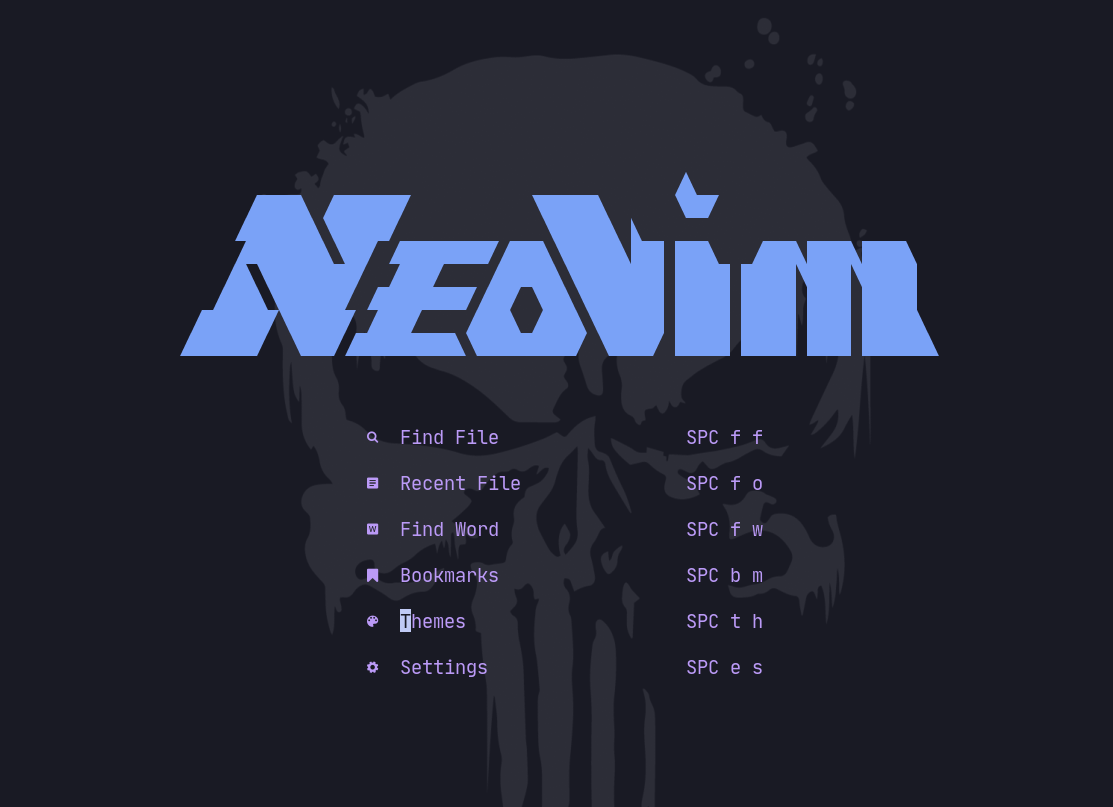 Neovim
Find File SPC f f
Recent File SPC f o
Find Word SPC f w
Bookmarks SPC b m
Themes SPC t h
Settings SPC e s